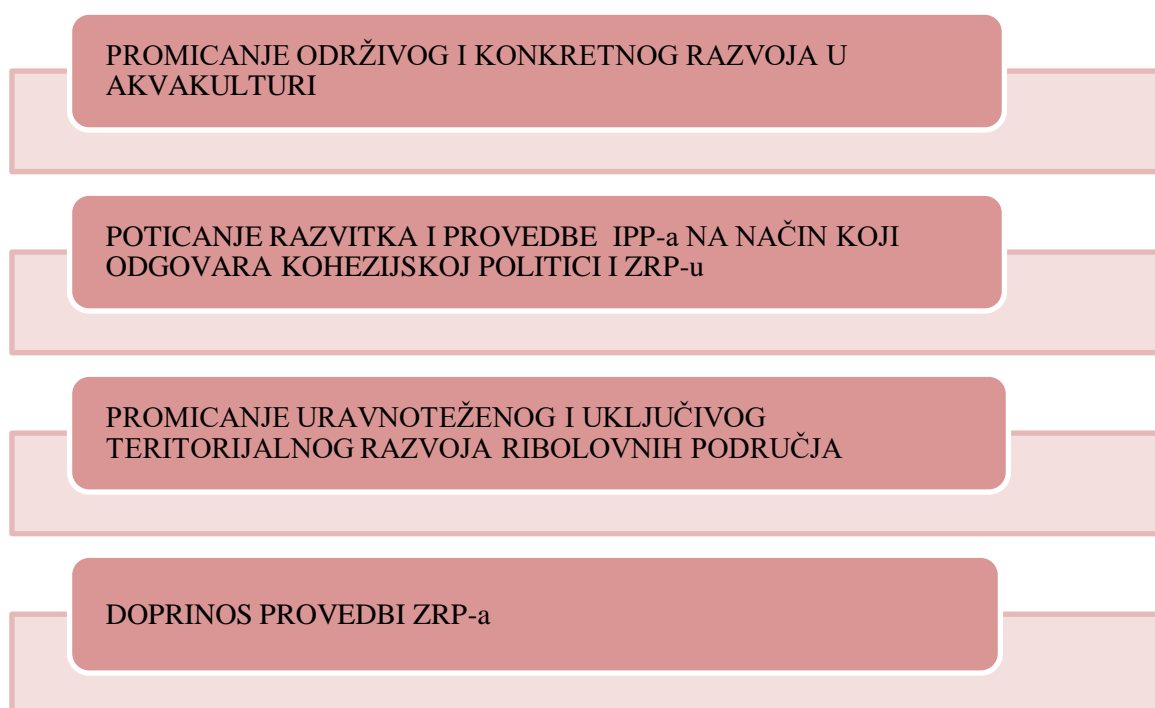 PROMICANJE ODRŽIVOG I KONKRETNOG RAZVOJA U
AKVAKULTURI
POTICANJE RAZVITKA I PROVEDBE IPP-a NA NAČIN KOJI
ODGOVARA KOHEZIJSKOJ POLITICI I ZRP-u
PROMICANJE URAVNOTEŽENOG I UKLJUČIVOG
TERITORIJALNOG RAZVOJA RIBOLOVNIH PODRUČJA
DOPRINOS PROVEDBI ZRP-a